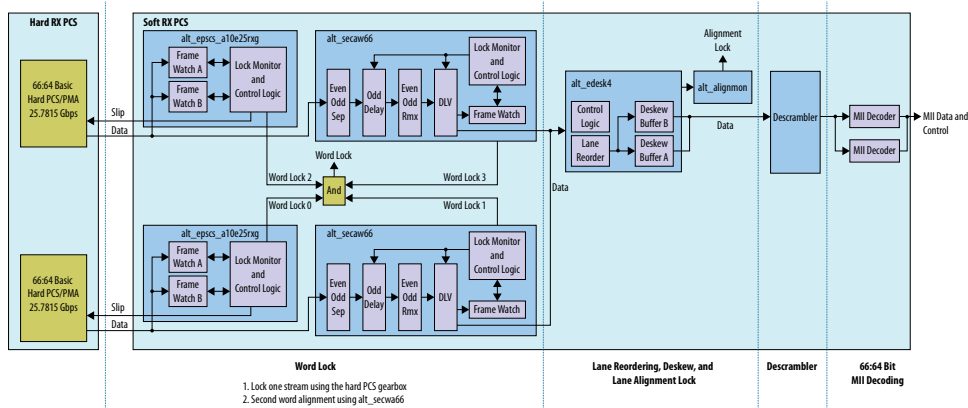 Hard RX PCS
Soft RX PCS
66:64 Basic
Hard PCS/PMA
25.7815 Gbps
Slip
Data
alt_epscs_a10e25rxg
Frame
Watch A
Frame
Watch B
Lock Monitor
and
Control Logic
alt_secaw66
Even
Odd
Sep
Odd
Delay
Even
Odd
Rmx
DLV
Lock Monitor
and
Control Logic
Frame Watch
Word Lock 2
Word Lock
Word Lock 3
And
Word Lock 0
Word Lock 1
Data
Alignment
Lock
alt_edesk4
alt_alignmon
Control
Logic
Lane
Reorder
Deskew
Buffer B
Deskew
Buffer A
Data
Descrambler
MII Decoder
MII Decoder
MII Data and
Control
66:64 Basic
Hard PCS/PMA
25.7815 Gbps
Slip
Data
alt_epscs_a10e25rxg
Frame
Watch A
Frame
Watch B
Lock Monitor
and
Control Logic
alt_secaw66
Even
Odd
Sep
Odd
Delay
Even
Odd
Rmx
DLV
Lock Monitor
and
Control Logic
Frame Watch
Word Lock
1. Lock one stream using the hard PCS gearbox
2. Second word alignment using alt_secwa66
Lane Reordering, Deskew, and
Lane Alignment Lock
Descrambler
66:64 Bit
MII Decoding